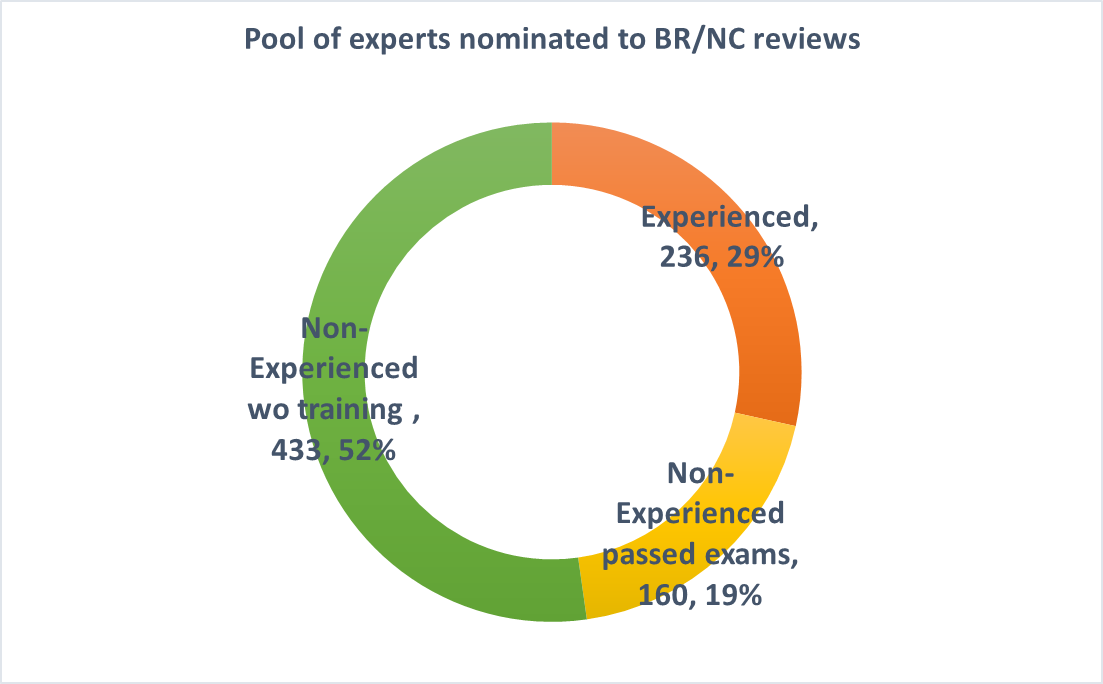 Pool of experts nominated to BR/NC reviews
Experienced,
236, 29%
Non-
Experienced
wo training ,
433, 52%
Non-
Experienced
passed exams,
160, 19%